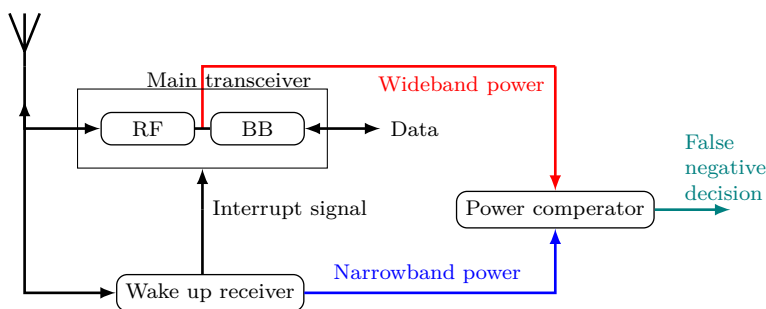 Main transceiver
Wideband power
RF
BB
Data
False
negative
decision
Interrupt signal
Power comperator
Narrowband power
Wake up receiver